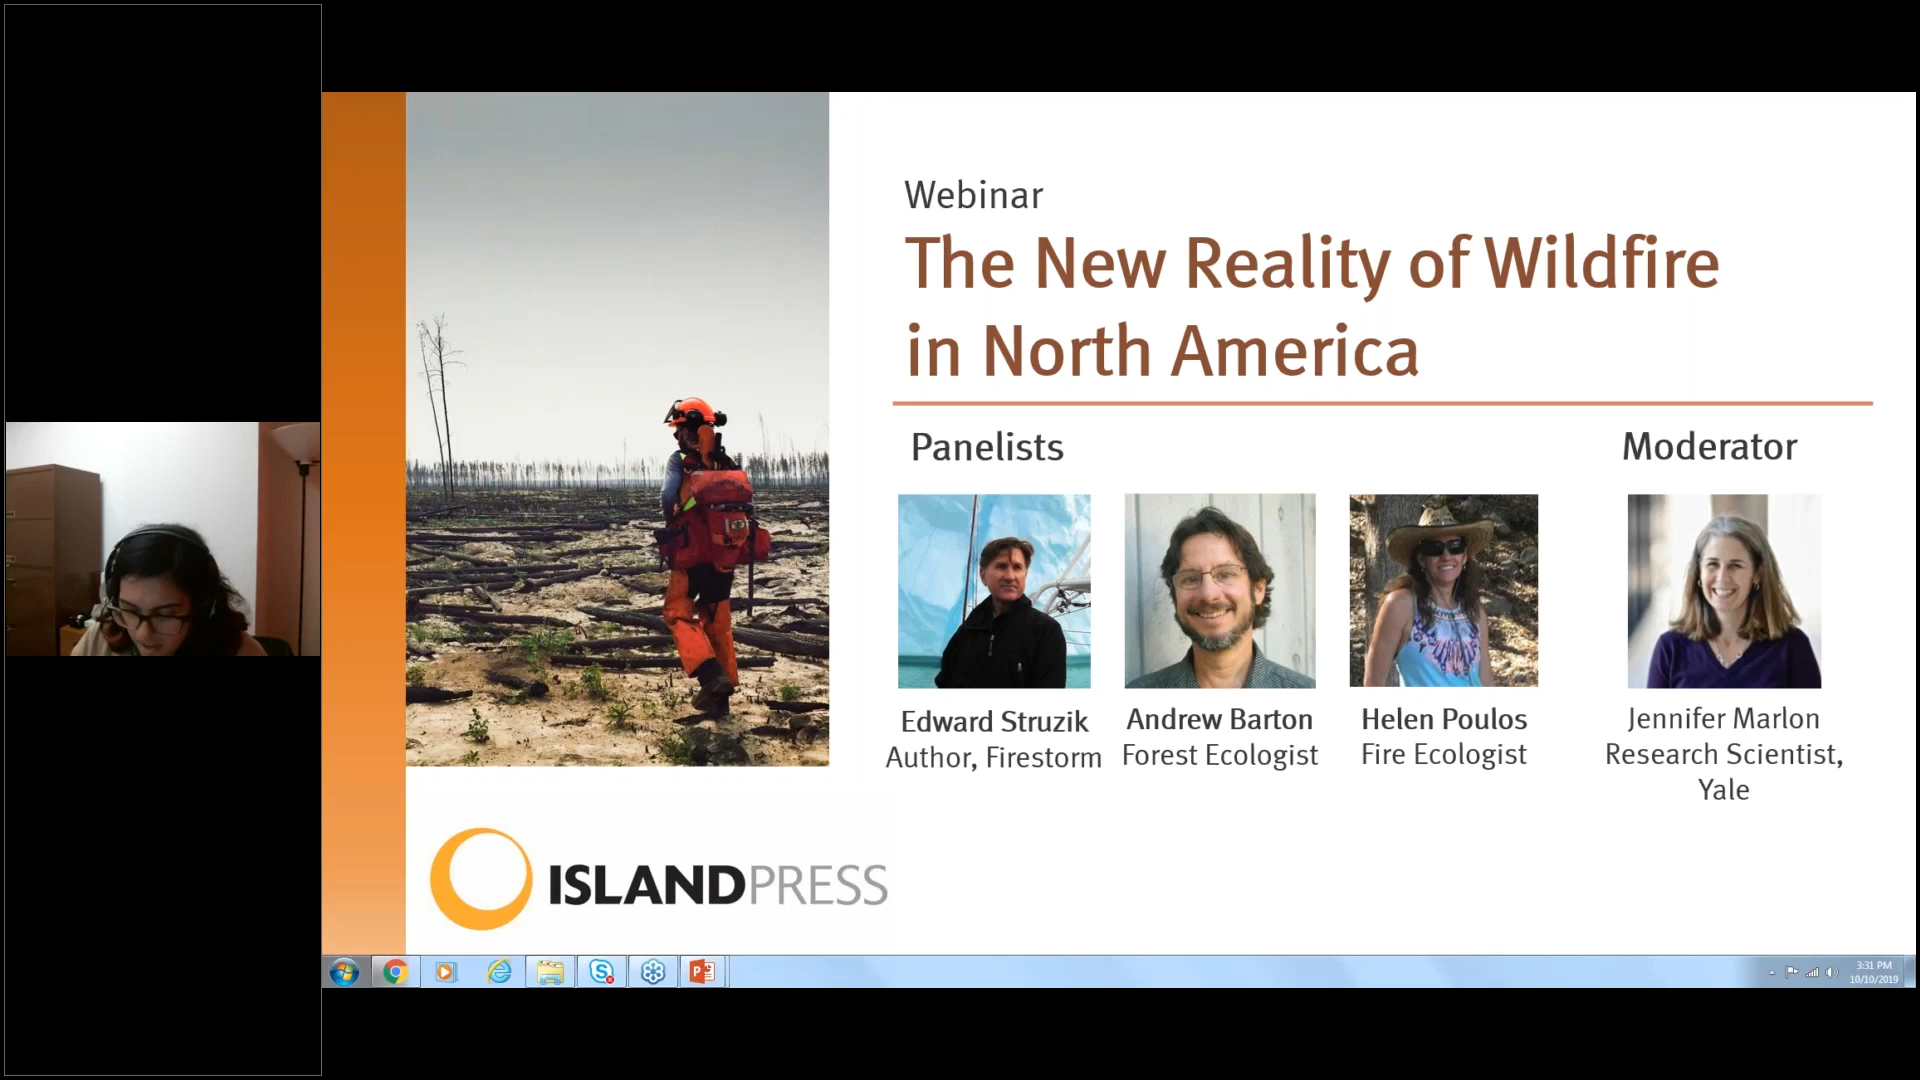 Webinar
The New Reality of Wildfire
in North America
Panelists
Moderator
Edward Struzik
Author, Firestorm
Andrew Barton
Forest Ecologist
Helen Poulos
Fire Ecologist
Jennifer Marlon
Research Scientist,
Yale
ISLANDPRESS
3:31 PM
10/10/2019